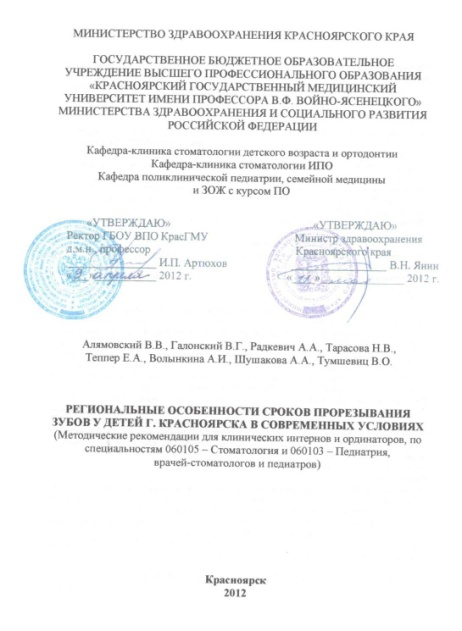 МИНИСТЕРСТВО ЗДРАВООХРАНЕНИЯ КРАСНОЯРСКОГО КРАЯ
ГОСУДАРСТВЕННОЕ БЮДЖЕТНОЕ ОБРАЗОВАТЕЛЬНОЕ
УЧРЕЖДЕНИЕ ВЫСШЕГО ПРОФЕССИОНАЛЬНОГО ОБРАЗОВАНИЯ
«КРАСНОЯРСКИЙ ГОСУДАРСТВЕННЫЙ МЕДИЦИНСКИЙ
УНИВЕРСИТЕТ ИМЕНИ ПРОФЕССОРА В.Ф. ВОЙНО-ЯСЕНЕЦКОГО»
МИНИСТЕРСТВА ЗДРАВООХРАНЕНИЯ И СОЦИАЛЬНОГО РАЗВИТИЯ
РОССИЙСКОЙ ФЕДЕРАЦИИ
Кафедра-клиника стоматологии детского возраста и ортодонтии
Кафедра-клиника стоматологии ИПО
Кафедра поликлинической педиатрии, семейной медицины
и ЗОЖ с курсом ПО
«УТВЕРЖДАЮ» «УТВЕРЖДАЮ»
Ректор ГБОУ ВПО КрасГМУ Министр здравоохранения
д.м.н., профессор Красноярского края
И.П. Артюхов В.Н. Янин
«9» апреля 2012 г. 2012 г.
Алямовский В.В., Галонский В.Г., Радкевич А.А., Тарасова Н.В.,
Теппер Е.А., Волынкина А.И., Шушакова А.А., Тумшевиц В.О.
РЕГИОНАЛЬНЫЕ ОСОБЕННОСТИ СРОКОВ ПРОРЕЗЫВАНИЯ
ЗУБОВ У ДЕТЕЙ Г. КРАСНОЯРСКА В СОВРЕМЕННЫХ УСЛОВИЯХ
(Методические рекомендации для клинических интернов и ординаторов, по
специальностям 060105 – Стоматология и 060103 – Педиатрия,
врачей-стоматологов и педиатров)
Красноярск
2012